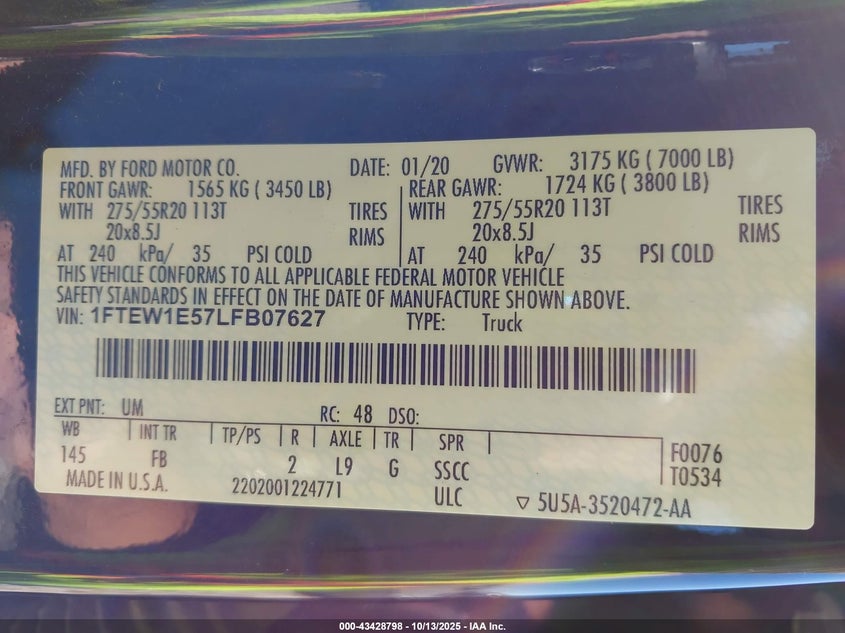 MFD. BY FORD MOTOR CO. DATE: 01/20 GVWR: 3175 KG ( 7000 LB)
FRONT GAWR: 1565 KG ( 3450 LB) REAR GAWR: 1724 KG ( 3800 LB)
WITH 275/55R20 113T TIRES WITH 275/55R20 113T TIRES
20x8.5J RIMS 20x8.5J RIMS
AT 240 kPa/ 35 PSI COLD AT 240 kPa/ 35 PSI COLD
THIS VEHICLE CONFORMS TO ALL APPLICABLE FEDERAL MOTOR VEHICLE
SAFETY STANDARDS IN EFFECT ON THE DATE OF MANUFACTURE SHOWN ABOVE.
VIN: 1FTEW1E57LFB07627 TYPE: Truck
EXT PNT: UM RC: 48 DSO:
WB INT TR TP/PS R AXLE TR SPR
145 FB 2 L9 G SSCC F0076
MADE IN U.S.A. 2202001224771 ULC T0534
▽ 5U5A-3520472-AA
000-43428798 - 10/13/2025 - IAA Inc.